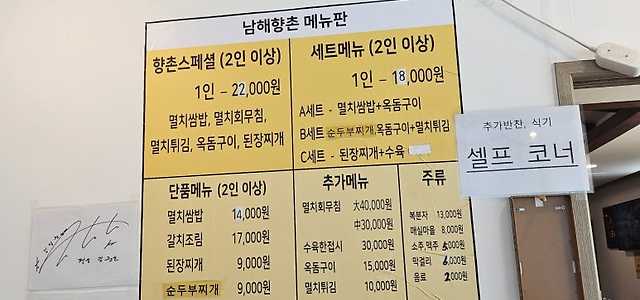 남해향촌 메뉴판
향촌스페셜 (2인 이상)
1인 – 22,000원
멸치쌈밥, 멸치회무침,
멸치튀김, 옥돔구이, 된장찌개
세트메뉴 (2인 이상)
1인 – 18,000원
A세트 - 멸치쌈밥+옥돔구이
B세트 순두부찌개,옥돔구이+멸치튀김
C세트 - 된장찌개+수육
단품메뉴 (2인 이상)
멸치쌈밥 14,000원
갈치조림 17,000원
된장찌개 9,000원
순두부찌개 9,000원
추가메뉴
멸치회무침 大40,000원
中30,000원
수육한접시 30,000원
옥돔구이 15,000원
멸치튀김 10,000원
주류
복분자 13,000원
매실마을 8,000원
소주,맥주 5,000원
막걸리 6,000원
음료 2,000원
추가반찬, 식기
셀프 코너